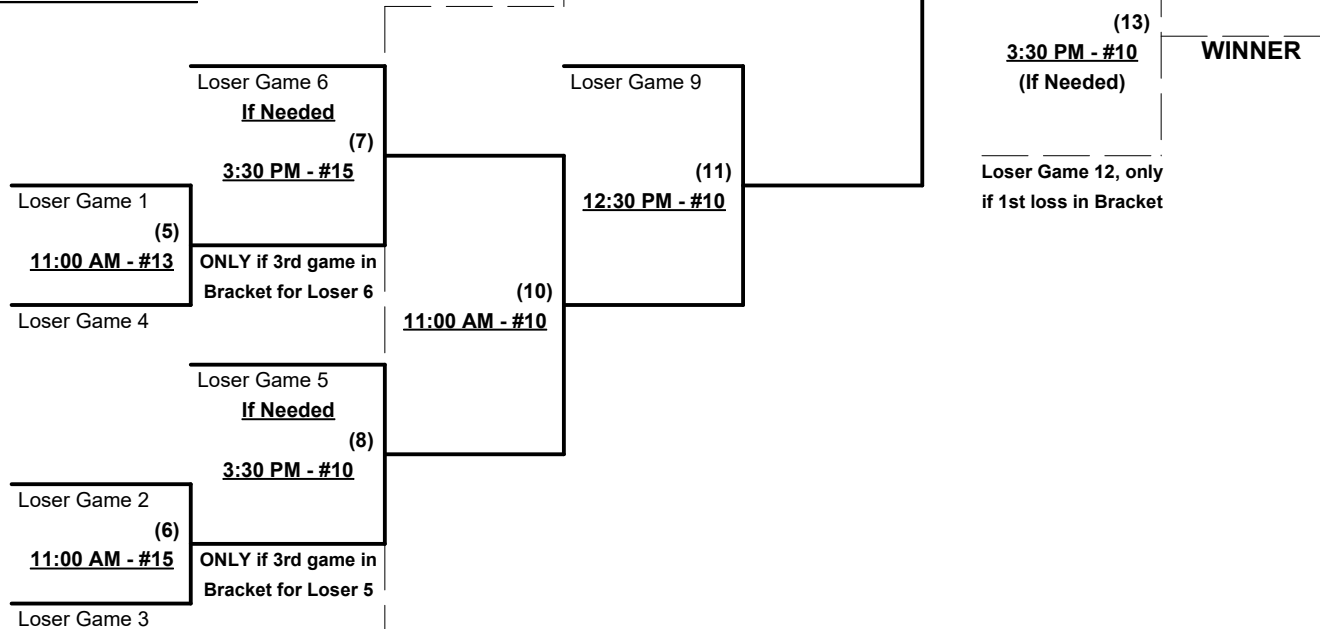 (13)
3:30 PM - #10
(If Needed)
WINNER
Loser Game 12, only
if 1st loss in Bracket
Loser Game 6
If Needed
(7)
3:30 PM - #15
Loser Game 9
(11)
12:30 PM - #10
Loser Game 1
(5)
11:00 AM - #13
Loser Game 4
ONLY if 3rd game in
Bracket for Loser 6
(10)
11:00 AM - #10
Loser Game 5
If Needed
(8)
3:30 PM - #10
Loser Game 2
(6)
11:00 AM - #15
Loser Game 3
ONLY if 3rd game in
Bracket for Loser 5